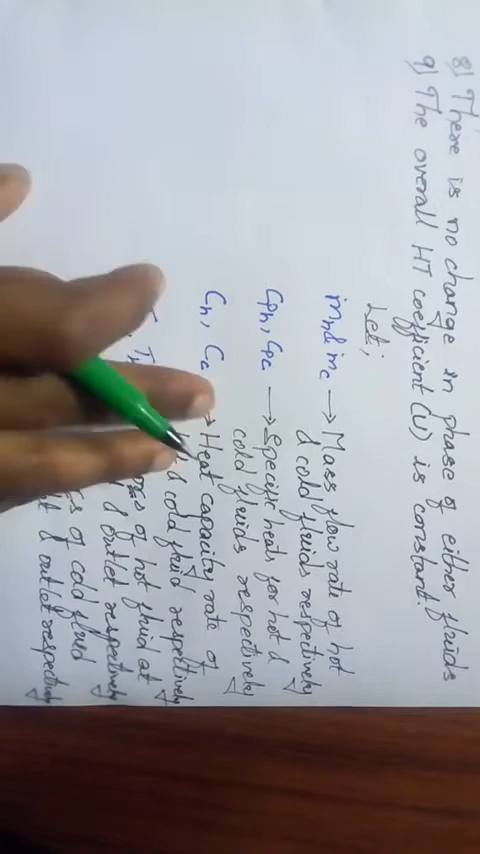 8) There is no change in phase of either fluids
9) The overall HT coefficient (U) is constant.
Let;
ṁh & ṁc → Mass flow rate of hot
& cold fluids respectively
Cph, Cpc → Specific heats for hot &
cold fluids respectively
Ch, Cc → Heat capacity rate of
& cold fluid respectively
of hot fluid at
& outlet respectively
of cold fluid
& outlet respectively